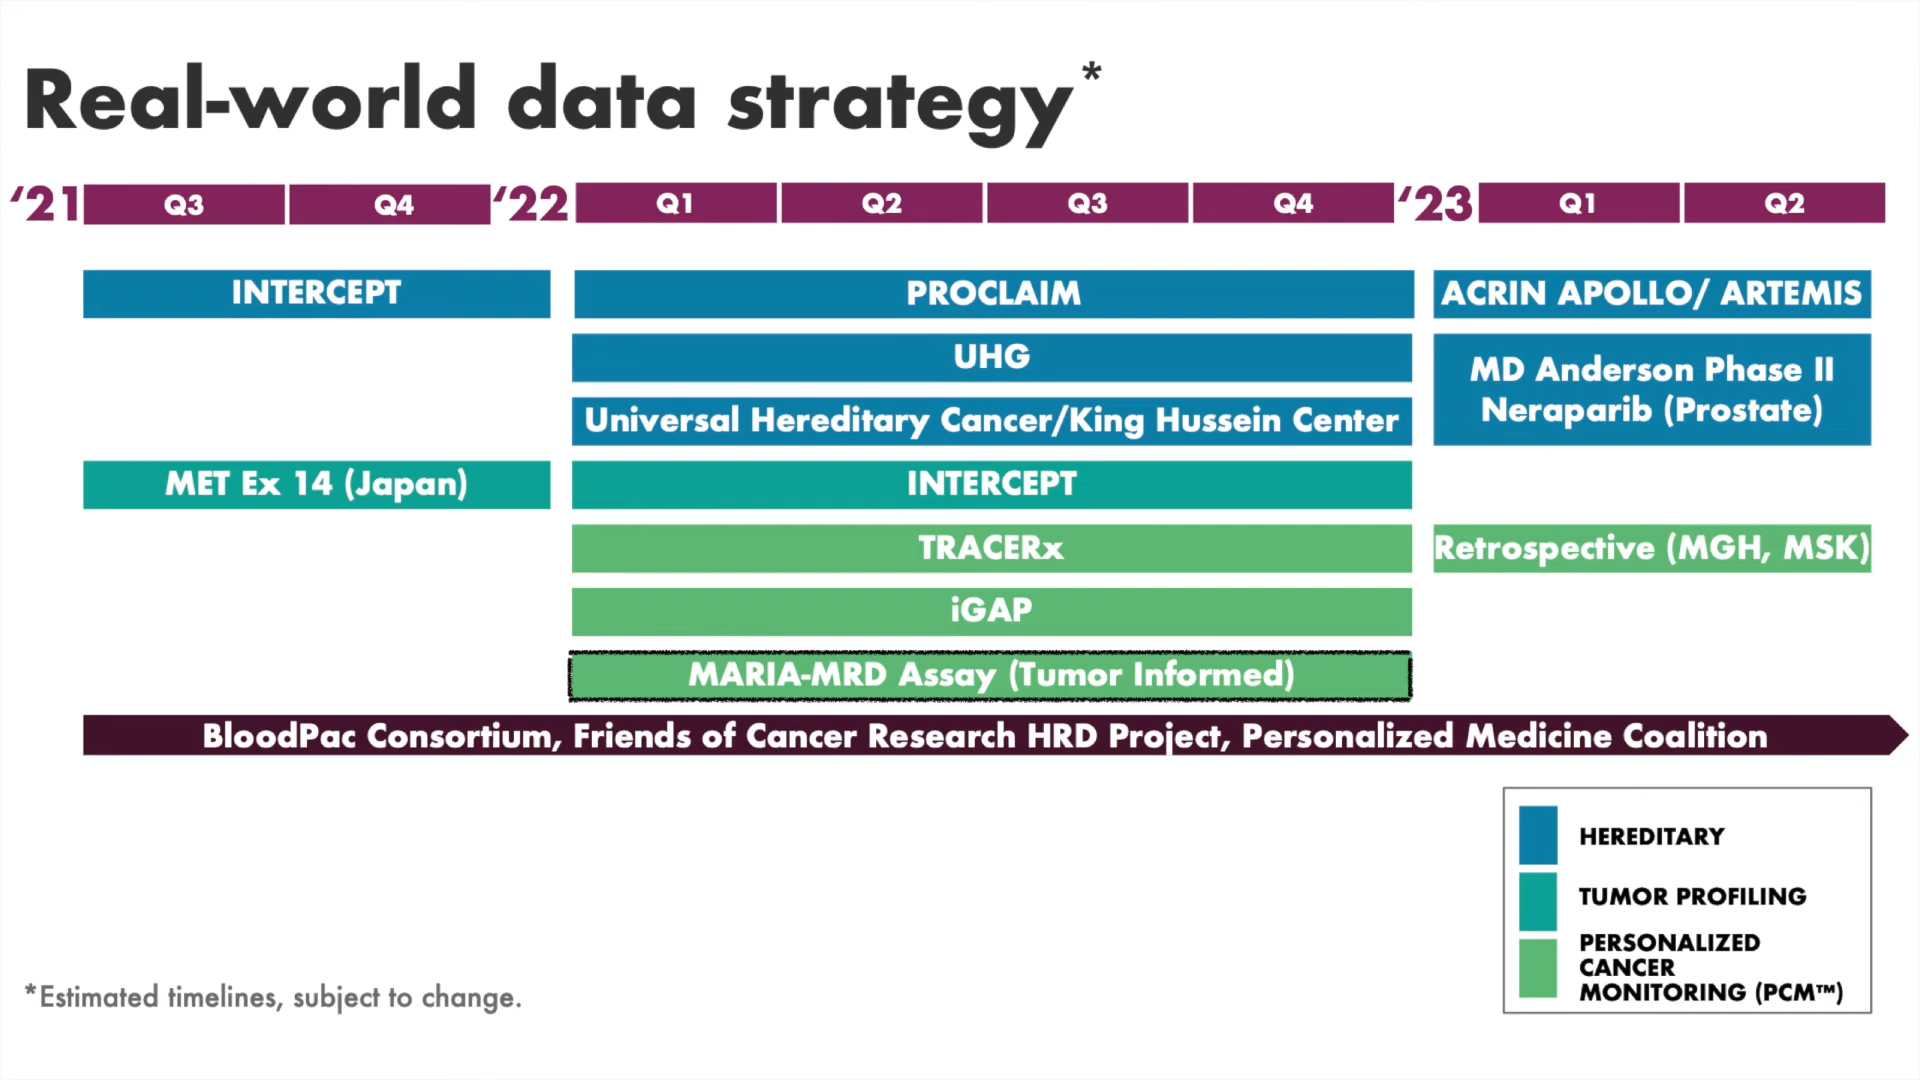 Real-world data strategy*
‘21 Q3 Q4 ‘22 Q1 Q2 Q3 Q4 ‘23 Q1 Q2
INTERCEPT
PROCLAIM
ACRIN APOLLO/ ARTEMIS
UHG
MD Anderson Phase II
Neraparib (Prostate)
Universal Hereditary Cancer/King Hussein Center
MET Ex 14 (Japan)
INTERCEPT
TRACERx
Retrospective (MGH, MSK)
iGAP
MARIA-MRD Assay (Tumor Informed)
BloodPac Consortium, Friends of Cancer Research HRD Project, Personalized Medicine Coalition
HEREDITARY
TUMOR PROFILING
PERSONALIZED
CANCER
MONITORING (PCM™)
*Estimated timelines, subject to change.